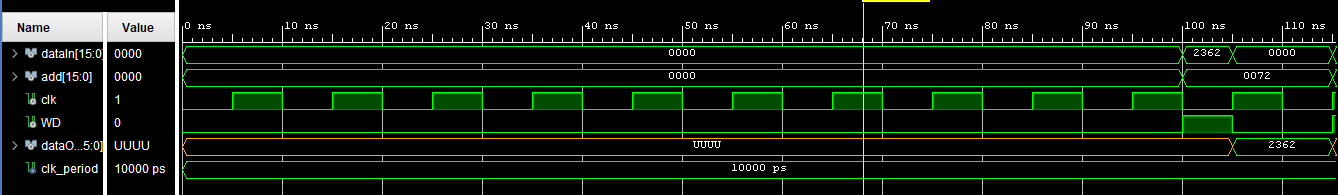 Name Value 0 ns 10 ns 20 ns 30 ns 40 ns 50 ns 60 ns 70 ns 80 ns 90 ns 100 ns 110 ns
dataIn[15:0] 0000 0000 2362 0000
add[15:0] 0000 0000 0072
clk 1
WD 0
dataO...5:0] UUUU UUUU 2362
clk_period 10000 ps 10000 ps